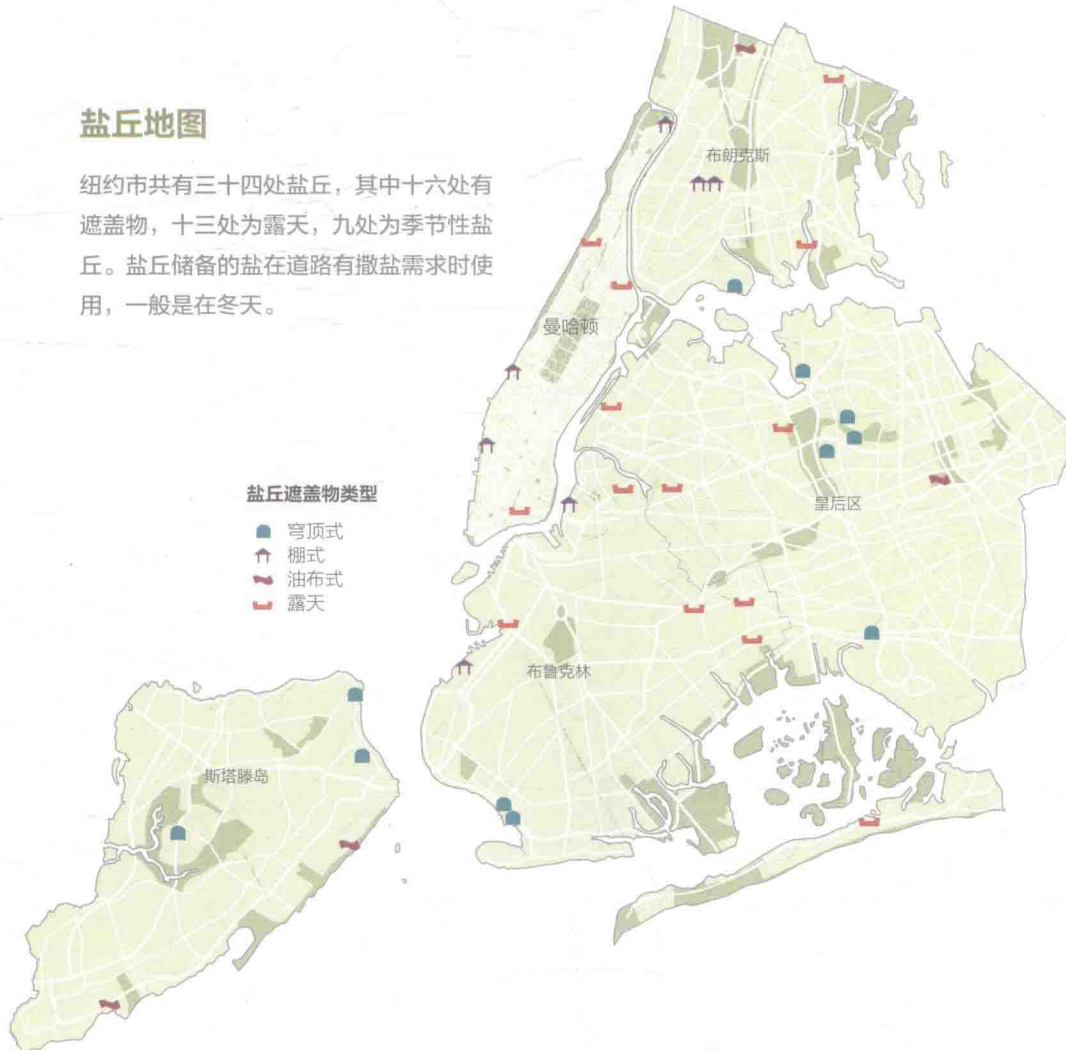 盐丘地图
纽约市共有三十四处盐丘，其中十六处有
遮盖物，十三处为露天，九处为季节性盐
丘。盐丘储备的盐在道路有撒盐需求时使
用，一般是在冬天。
布朗克斯
曼哈顿
盐丘遮盖物类型
穹顶式
棚式
油布式
露天
皇后区
布鲁克林
斯塔滕岛